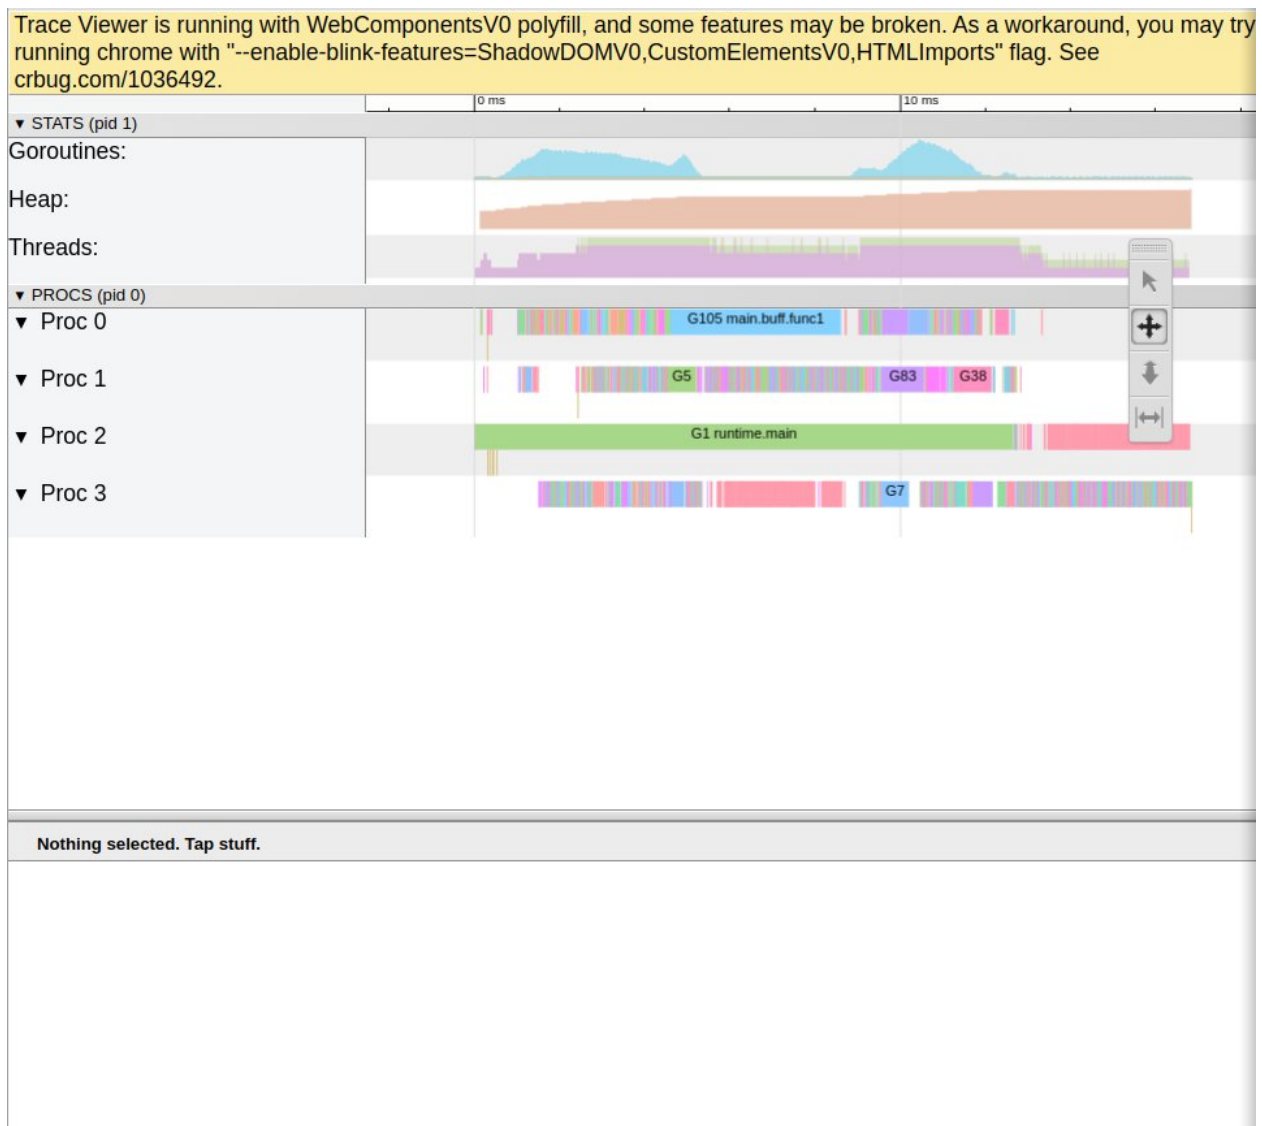 Trace Viewer is running with WebComponentsV0 polyfill, and some features may be broken. As a workaround, you may try
running chrome with "--enable-blink-features=ShadowDOMV0,CustomElementsV0,HTMLImports" flag. See
crbug.com/1036492.
0 ms 10 ms
▼ STATS (pid 1)
Goroutines:
Heap:
Threads:
▼ PROCS (pid 0)
▼ Proc 0 G105 main.buff.func1
▼ Proc 1 G5 G83 G38
▼ Proc 2 G1 runtime.main
▼ Proc 3 G7
Nothing selected. Tap stuff.